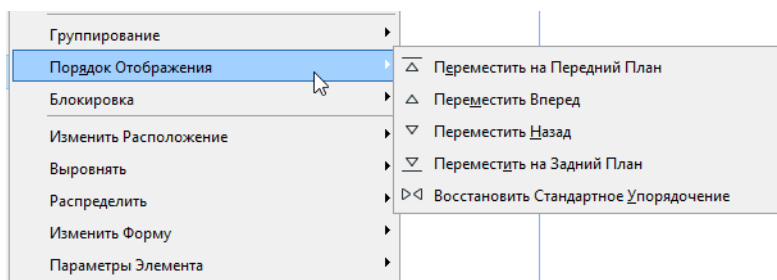 Группирование
Порядок Отображения
Блокировка
Изменить Расположение
Выровнять
Распределить
Изменить Форму
Параметры Элемента
Переместить на Передний План
Переместить Вперед
Переместить Назад
Переместить на Задний План
Восстановить Стандартное Упорядочение